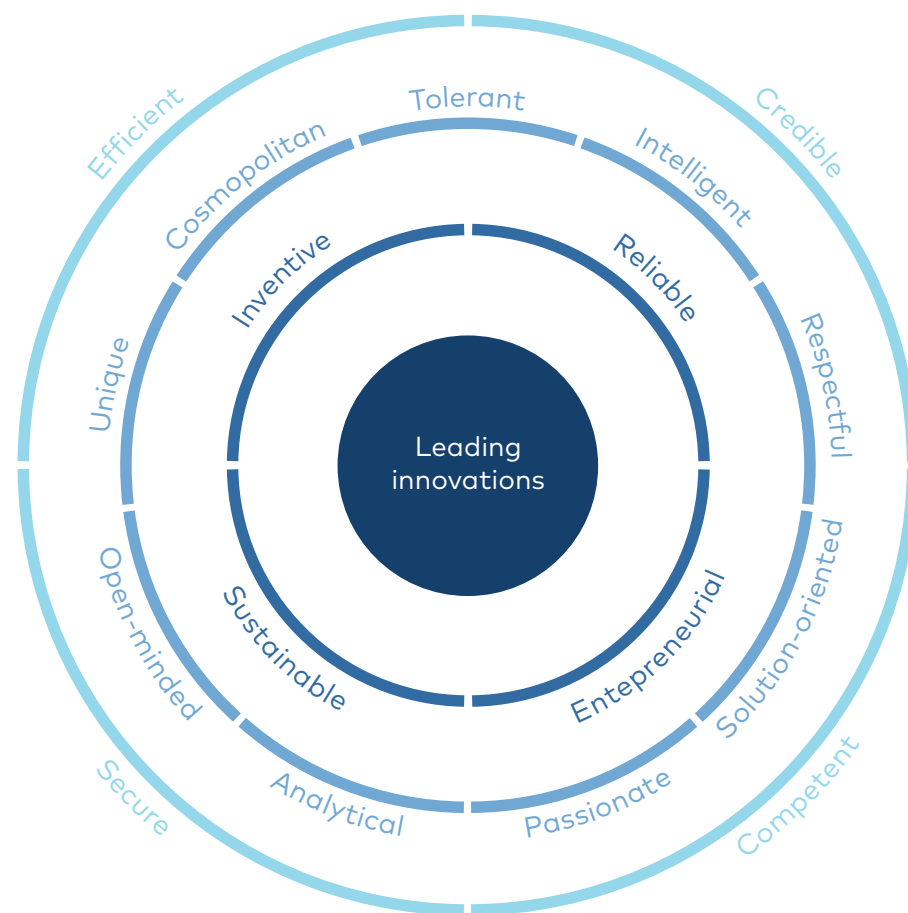 Efficient
Credible
Tolerant
Cosmopolitan
Intelligent
Inventive
Reliable
Unique
Respectful
Leading
innovations
Open-minded
Solution-oriented
Sustainable
Entepreneurial
Secure
Analytical
Passionate
Competent